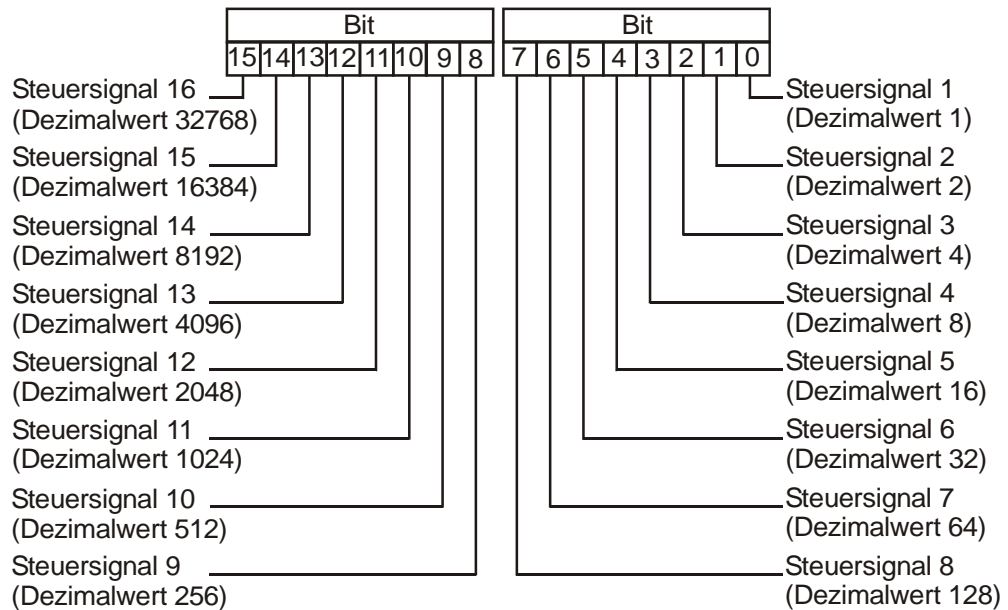 Bit
Bit
15 14 13 12 11 10 9 8
7 6 5 4 3 2 1 0
Steuersignal 16
(Dezimalwert 32768)
Steuersignal 15
(Dezimalwert 16384)
Steuersignal 14
(Dezimalwert 8192)
Steuersignal 13
(Dezimalwert 4096)
Steuersignal 12
(Dezimalwert 2048)
Steuersignal 11
(Dezimalwert 1024)
Steuersignal 10
(Dezimalwert 512)
Steuersignal 9
(Dezimalwert 256)
Steuersignal 1
(Dezimalwert 1)
Steuersignal 2
(Dezimalwert 2)
Steuersignal 3
(Dezimalwert 4)
Steuersignal 4
(Dezimalwert 8)
Steuersignal 5
(Dezimalwert 16)
Steuersignal 6
(Dezimalwert 32)
Steuersignal 7
(Dezimalwert 64)
Steuersignal 8
(Dezimalwert 128)